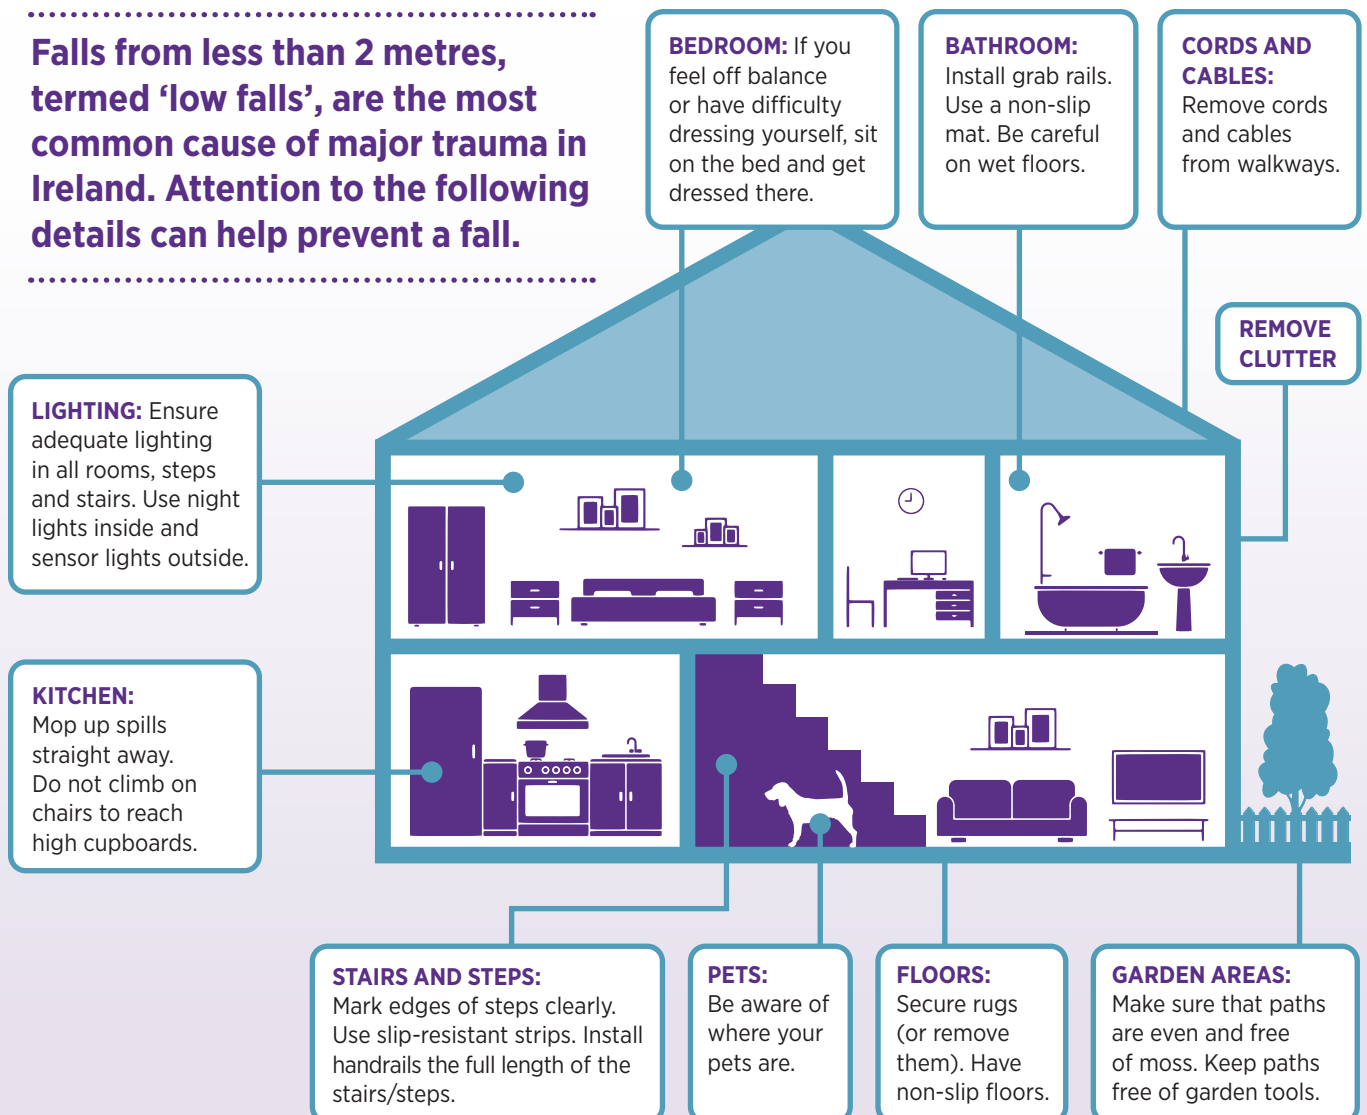 Falls from less than 2 metres,
termed ‘low falls’, are the most
common cause of major trauma in
Ireland. Attention to the following
details can help prevent a fall.
BEDROOM: If you
feel off balance
or have difficulty
dressing yourself, sit
on the bed and get
dressed there.
BATHROOM:
Install grab rails.
Use a non-slip
mat. Be careful
on wet floors.
CORDS AND
CABLES:
Remove cords
and cables
from walkways.
REMOVE
CLUTTER
LIGHTING: Ensure
adequate lighting
in all rooms, steps
and stairs. Use night
lights inside and
sensor lights outside.
KITCHEN:
Mop up spills
straight away.
Do not climb on
chairs to reach
high cupboards.
STAIRS AND STEPS:
Mark edges of steps clearly.
Use slip-resistant strips. Install
handrails the full length of the
stairs/steps.
PETS:
Be aware of
where your
pets are.
FLOORS:
Secure rugs
(or remove
them). Have
non-slip floors.
GARDEN AREAS:
Make sure that paths
are even and free
of moss. Keep paths
free of garden tools.